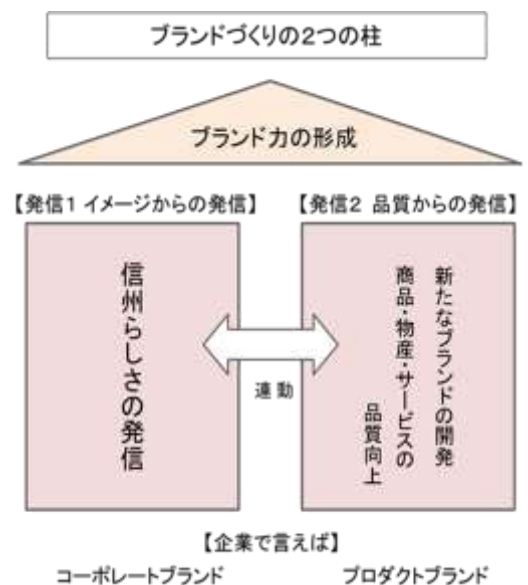 ブランドづくりの2つの柱
ブランド力の形成
【発信1 イメージからの発信】
【発信2 品質からの発信】
信州らしさの発信
連動
新たなブランドの開発
商品・物産・サービスの
品質向上
【企業で言えば】
コーポレートブランド
プロダクトブランド